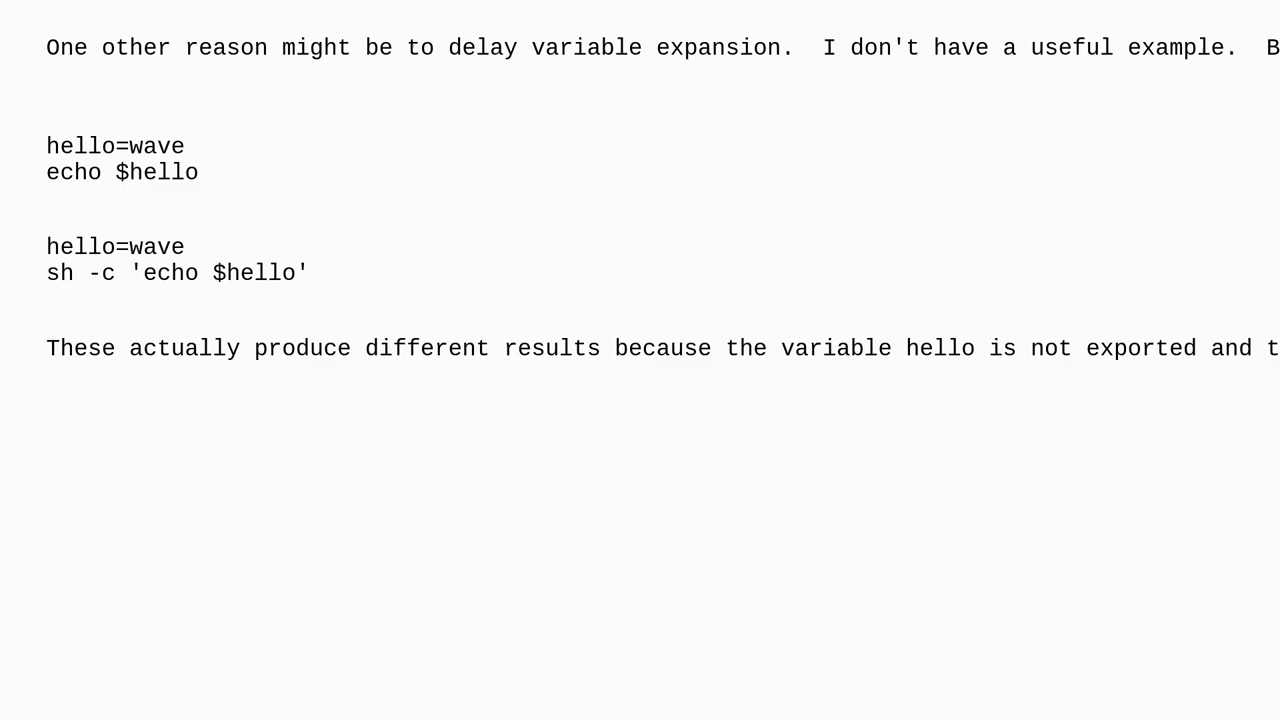 One other reason might be to delay variable expansion.  I don't have a useful example.  B
hello=wave
echo $hello
hello=wave
sh -c 'echo $hello'
These actually produce different results because the variable hello is not exported and t